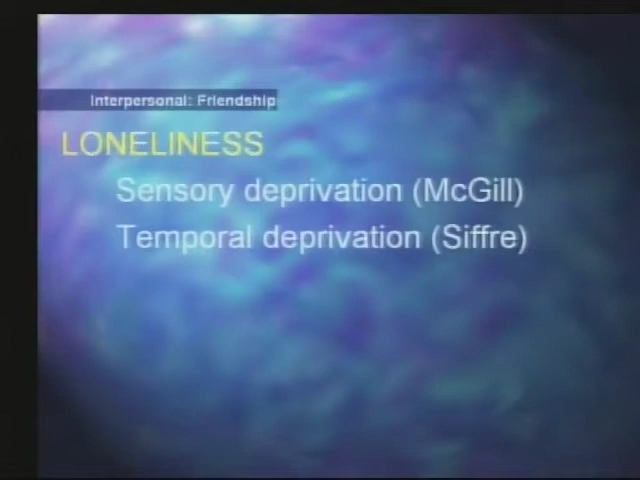 Interpersonal: Friendship
LONELINESS
Sensory deprivation (McGill)
Temporal deprivation (Siffre)